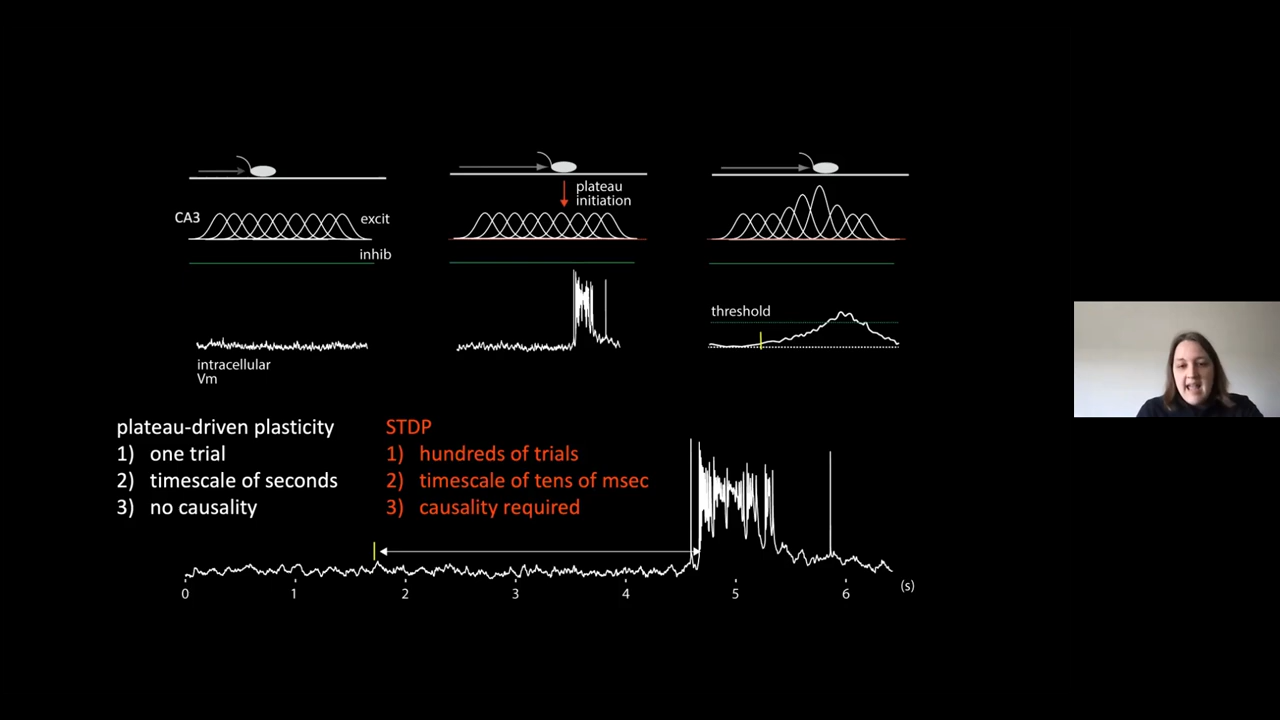 plateau
initiation
CA3
excit
inhib
threshold
intracellular
Vm
plateau-driven plasticity
1) one trial
2) timescale of seconds
3) no causality
STDP
1) hundreds of trials
2) timescale of tens of msec
3) causality required
0 1 2 3 4 5 6 (s)